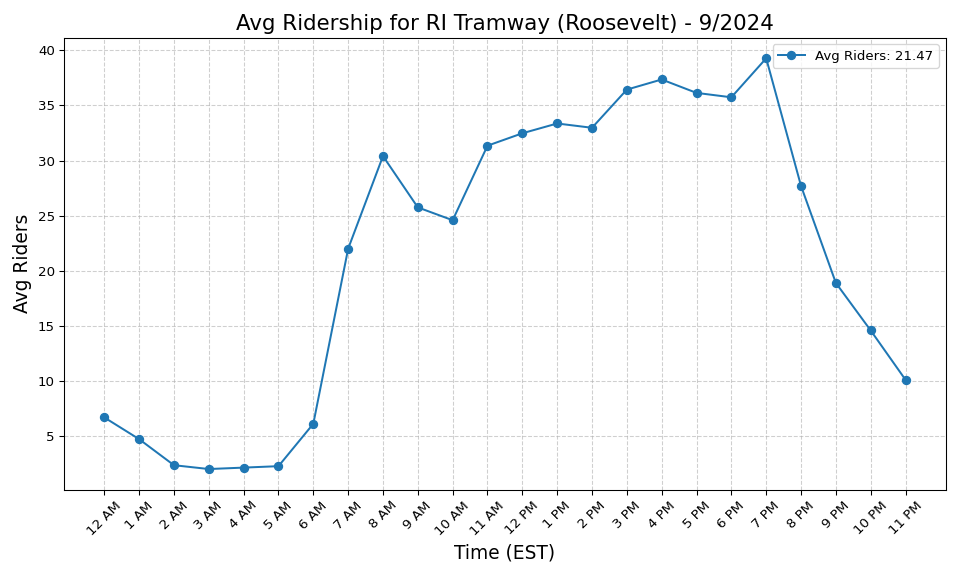 Avg Ridership for RI Tramway (Roosevelt) - 9/2024
Avg Riders: 21.47
Avg Riders
40
35
30
25
20
15
10
5
12 AM
1 AM
2 AM
3 AM
4 AM
5 AM
6 AM
7 AM
8 AM
9 AM
10 AM
11 AM
12 PM
1 PM
2 PM
3 PM
4 PM
5 PM
6 PM
7 PM
8 PM
9 PM
10 PM
11 PM
Time (EST)